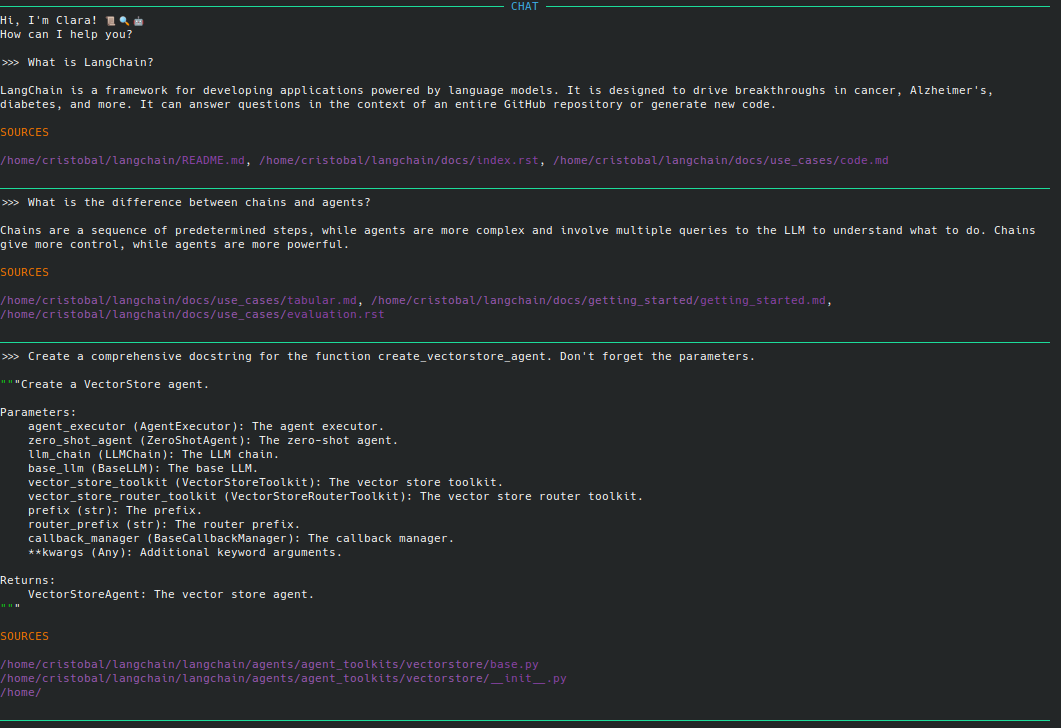 CHAT
Hi, I'm Clara! 📜🔍🤖
How can I help you?
>>> What is LangChain?
LangChain is a framework for developing applications powered by language models. It is designed to drive breakthroughs in cancer, Alzheimer's,
diabetes, and more. It can answer questions in the context of an entire GitHub repository or generate new code.
SOURCES
/home/cristobal/langchain/README.md, /home/cristobal/langchain/docs/index.rst, /home/cristobal/langchain/docs/use_cases/code.md
>>> What is the difference between chains and agents?
Chains are a sequence of predetermined steps, while agents are more complex and involve multiple queries to the LLM to understand what to do. Chains
give more control, while agents are more powerful.
SOURCES
/home/cristobal/langchain/docs/use_cases/tabular.md, /home/cristobal/langchain/docs/getting_started/getting_started.md,
/home/cristobal/langchain/docs/use_cases/evaluation.rst
>>> Create a comprehensive docstring for the function create_vectorstore_agent. Don't forget the parameters.
"""Create a VectorStore agent.
Parameters:
    agent_executor (AgentExecutor): The agent executor.
    zero_shot_agent (ZeroShotAgent): The zero-shot agent.
    llm_chain (LLMChain): The LLM chain.
    base_llm (BaseLLM): The base LLM.
    vector_store_toolkit (VectorStoreToolkit): The vector store toolkit.
    vector_store_router_toolkit (VectorStoreRouterToolkit): The vector store router toolkit.
    prefix (str): The prefix.
    router_prefix (str): The router prefix.
    callback_manager (BaseCallbackManager): The callback manager.
    **kwargs (Any): Additional keyword arguments.
Returns:
    VectorStoreAgent: The vector store agent.
"""
SOURCES
/home/cristobal/langchain/langchain/agents/agent_toolkits/vectorstore/base.py
/home/cristobal/langchain/langchain/agents/agent_toolkits/vectorstore/__init__.py
/home/